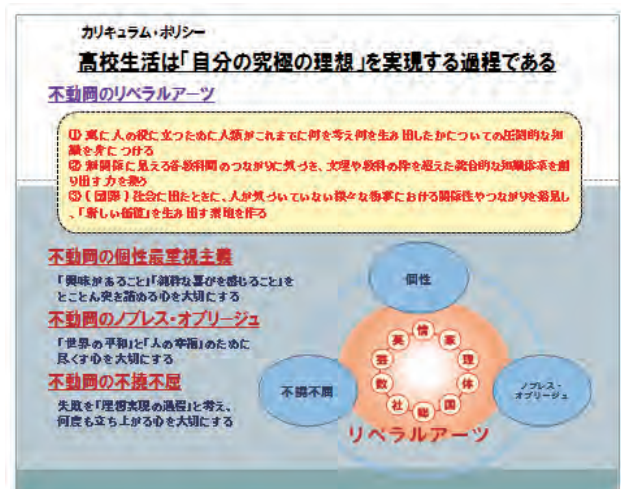 カリキュラム・ポリシー
高校生活は「自分の究極の理想」を実現する過程である
不動岡のリベラルアーツ
① 真に人の役に立つために人類がこれまでに何を考え何を生み出したかについての圧倒的な知
識を身につける
② 無関係に見える各教科間のつながりに気づき、文理や教科の枠を超えた統合的な知識体系を創
り出す力を養う
③ (国際)社会に出たときに、人が気づいていない様々な物事における関係性やつながりを発見し
、「新しい価値」を生み出す素地を作る
不動岡の個性最重視主義
「興味があること」「純粋な喜びを感じること」を
とことん突き詰める心を大切にする
不動岡のノブレス・オブリージュ
「世界の平和」と「人の幸福」のために
尽くす心を大切にする
不動岡の不撓不屈
失敗を「理想実現の過程」と考え、
何度も立ち上がる心を大切にする
個性
情
家
理
体
国
総
社
数
芸
英
不撓不屈
ノブレス・
オブリージュ
リベラルアーツ